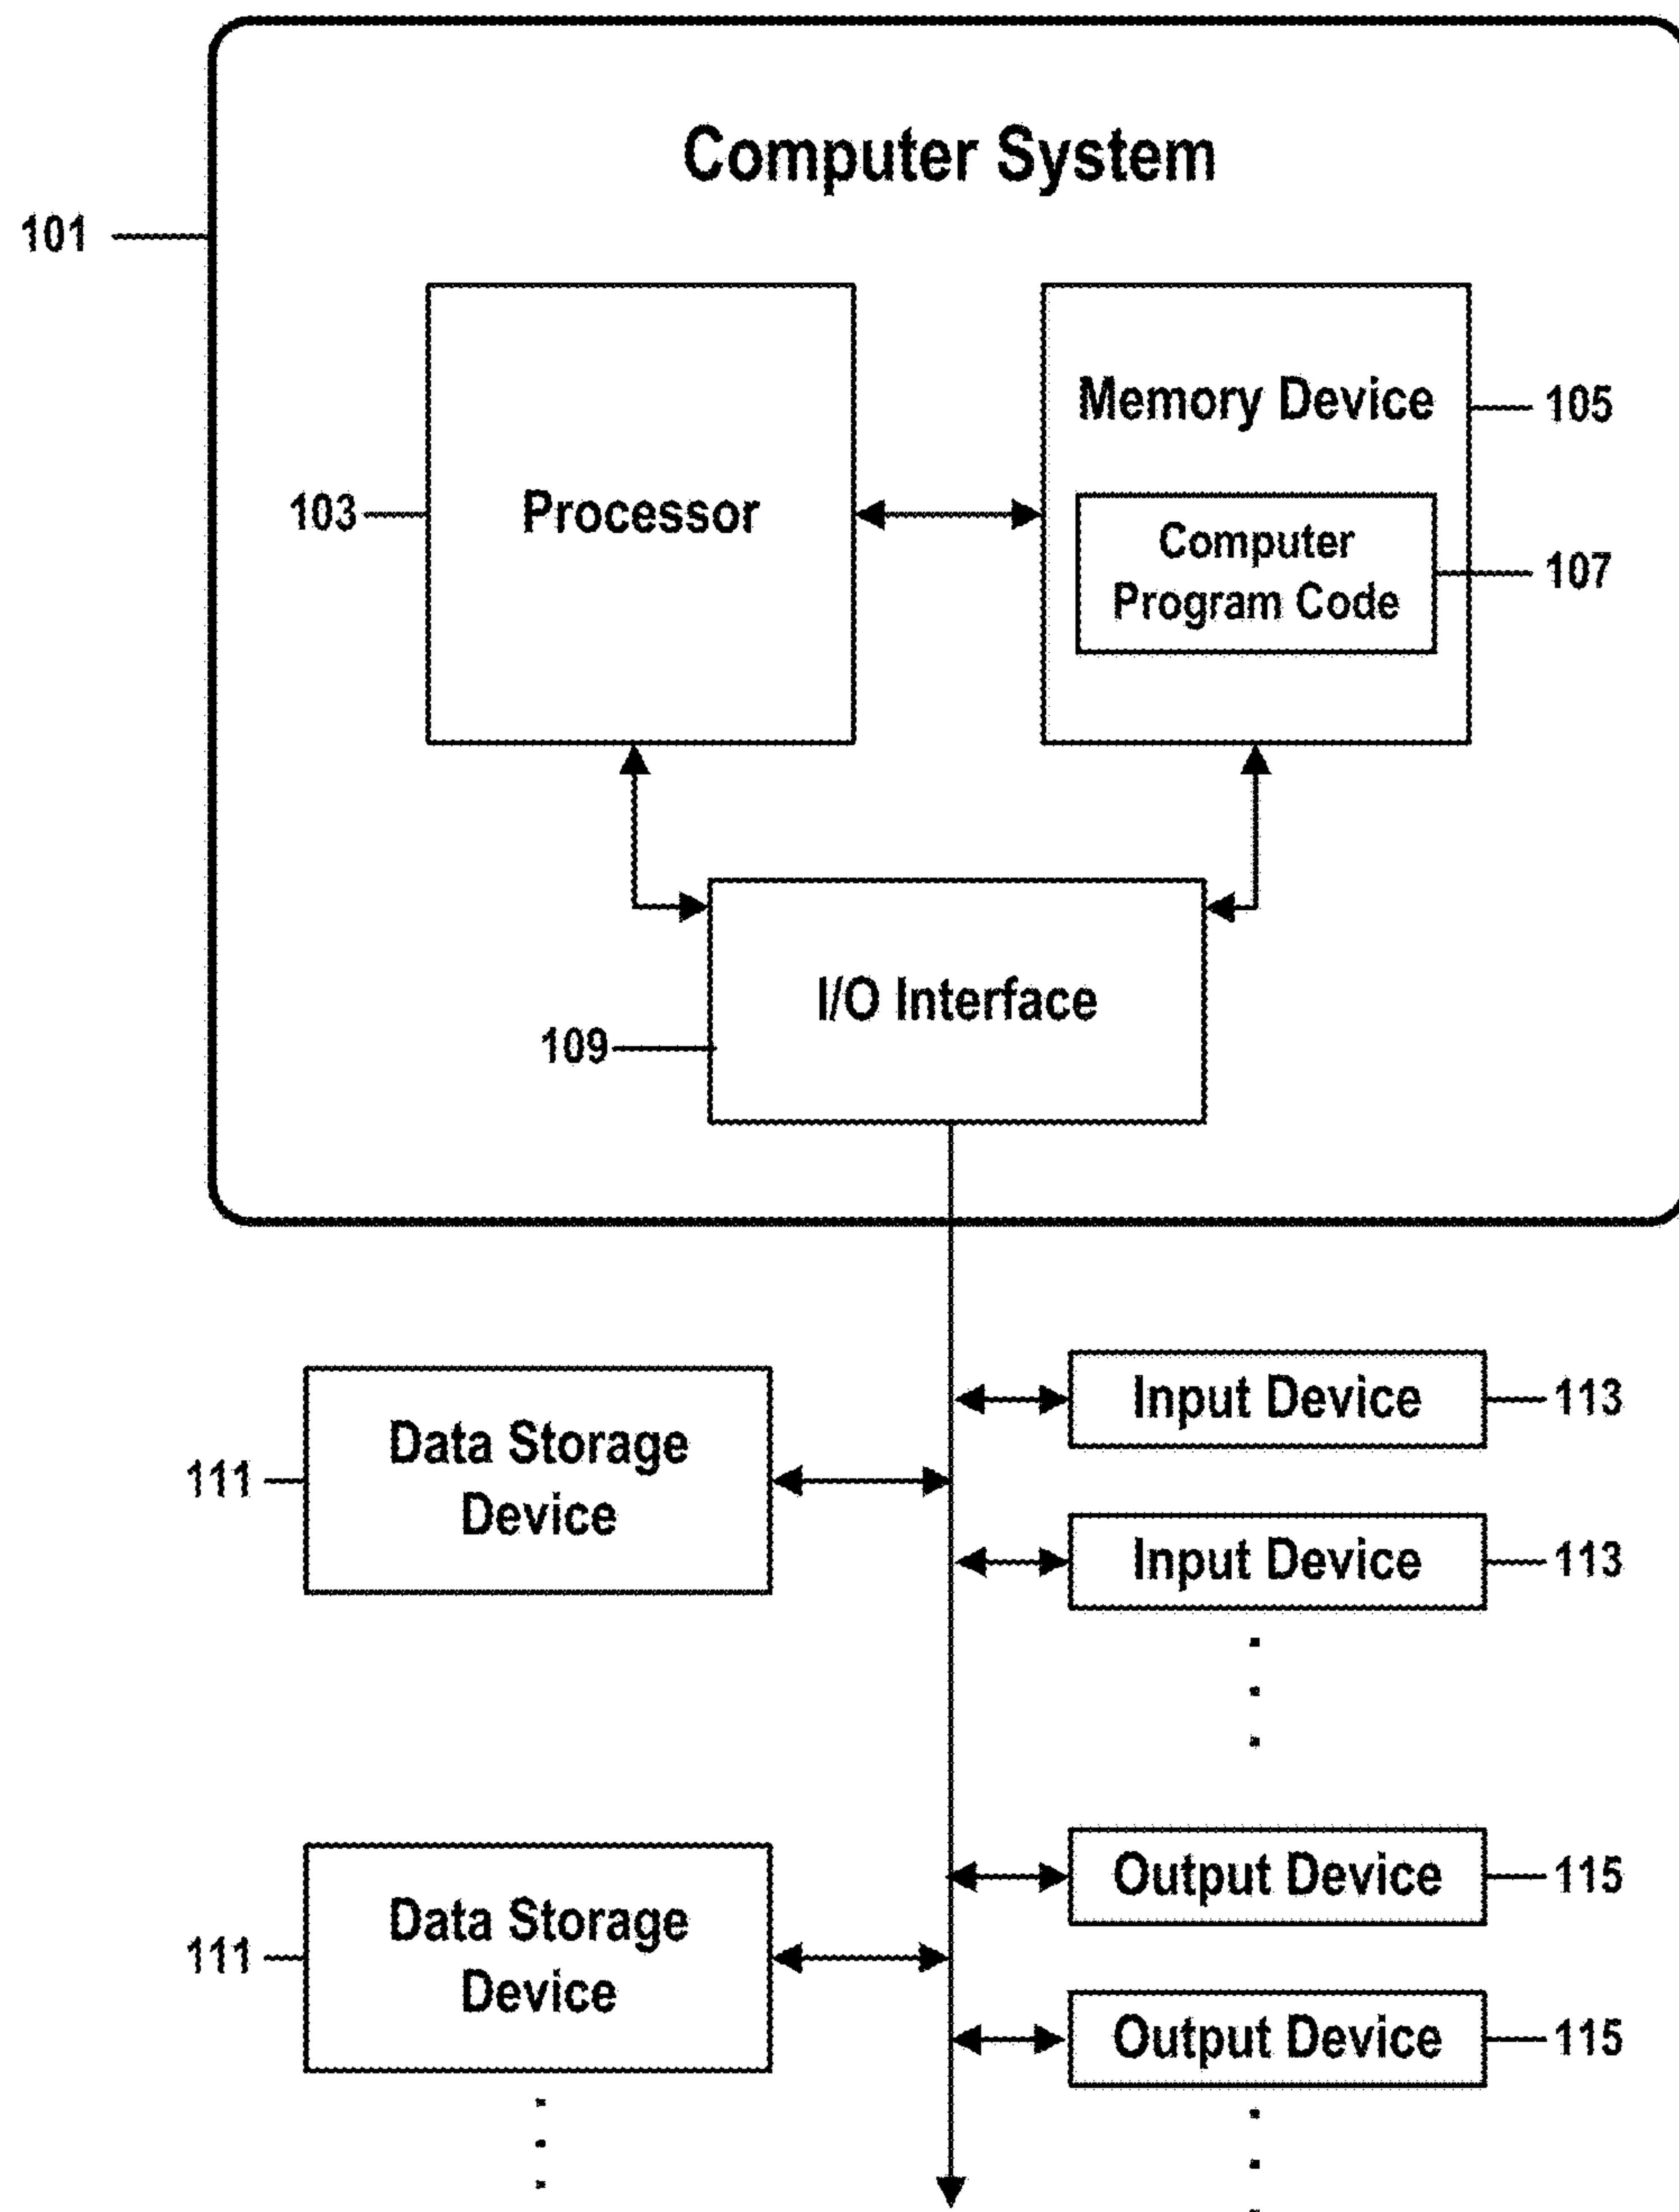 Computer System
101
Memory Device
105
103
Processor
Computer
Program Code
107
I/O Interface
109
Input Device
113
Data Storage
Device
111
Input Device
113
Output Device
115
Data Storage
Device
111
Output Device
115